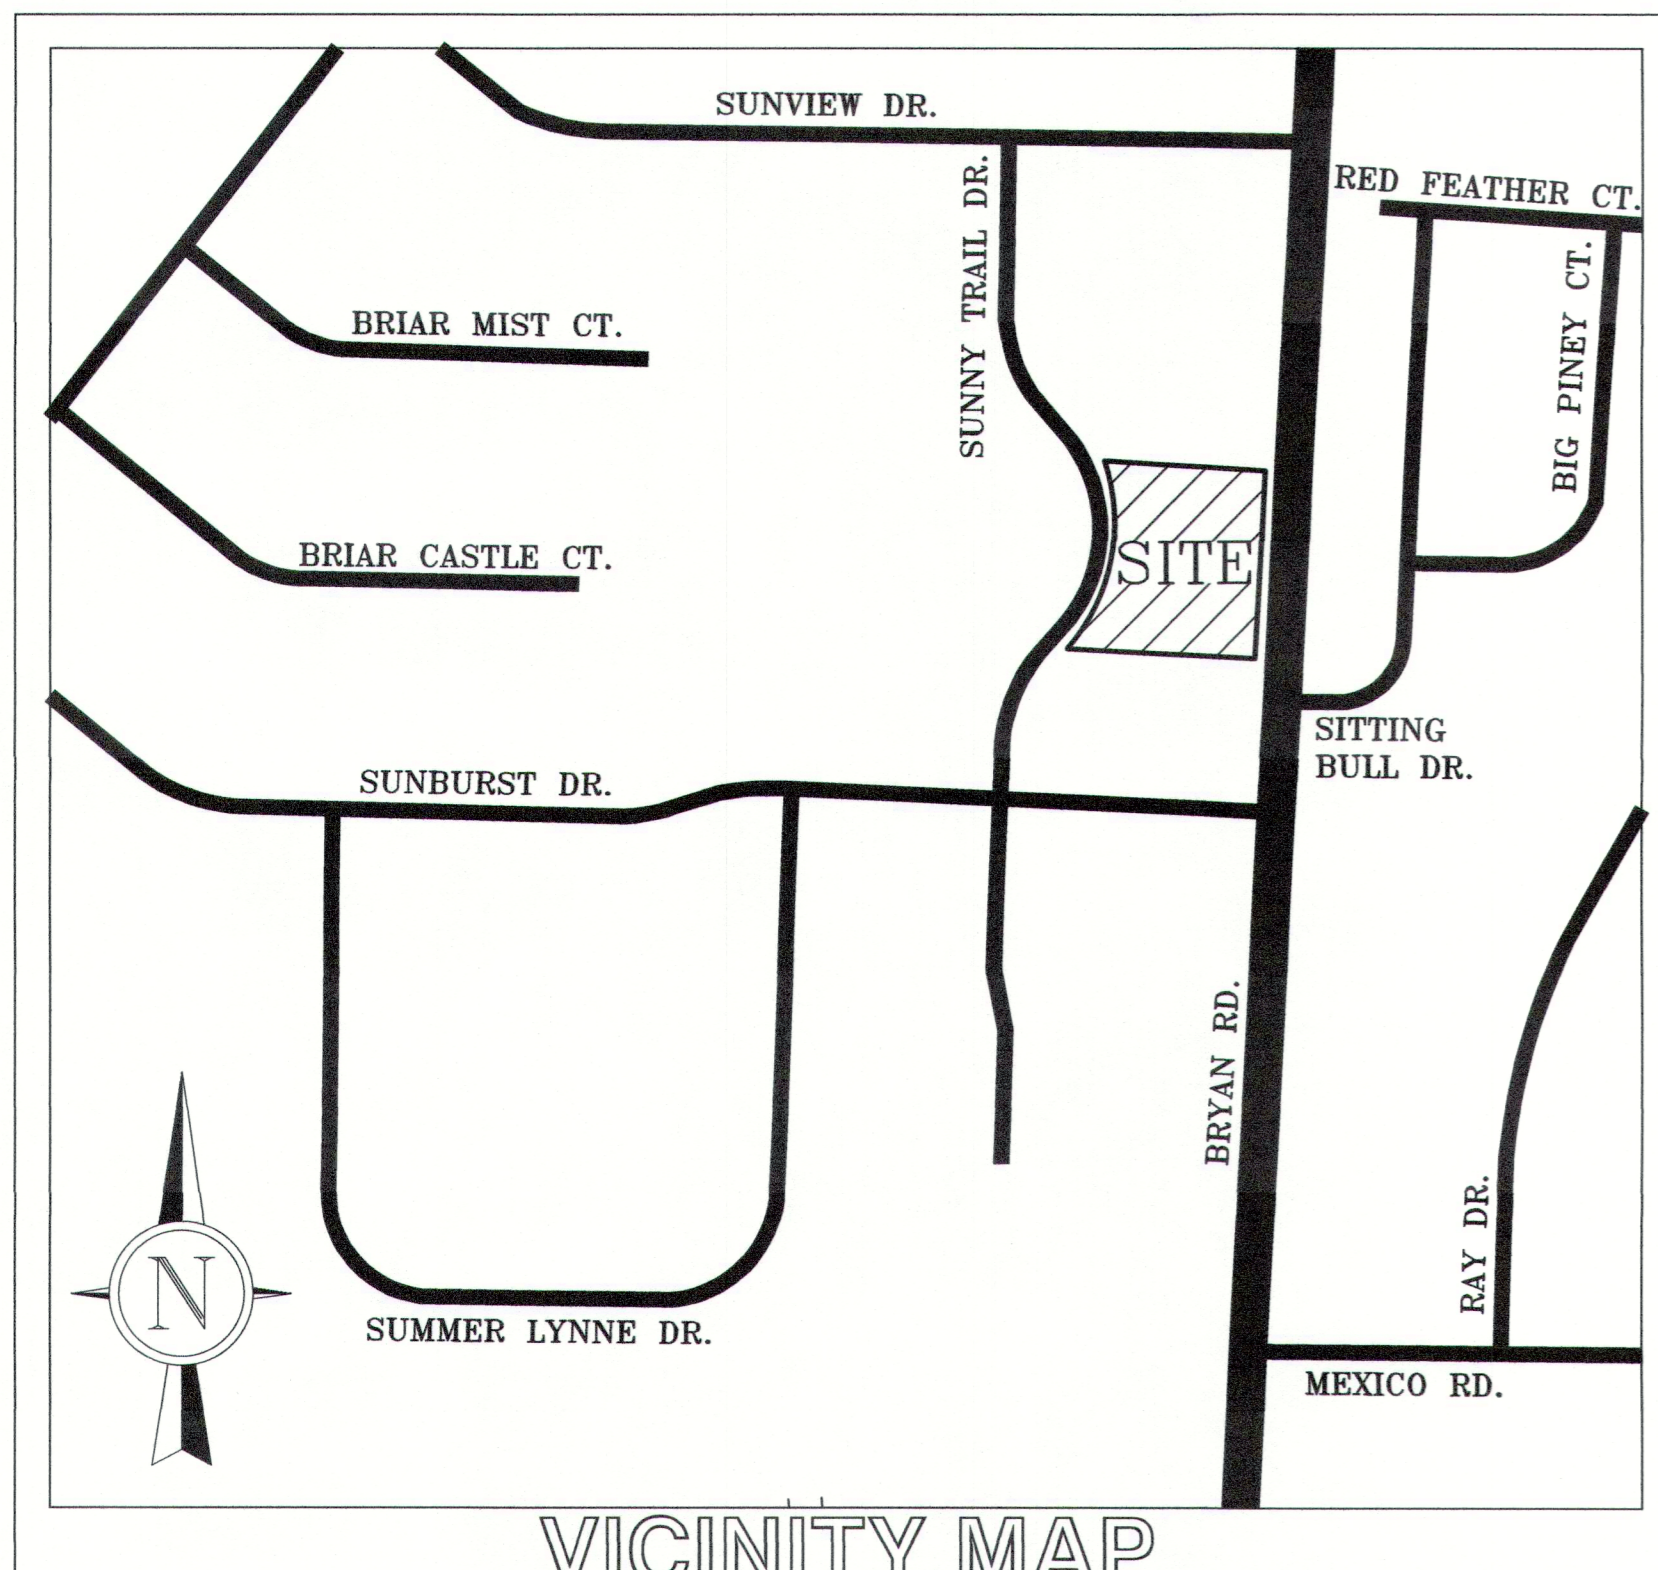 SUNVIEW DR.
RED FEATHER CT.
SUNNY TRAIL DR.
BIG PINEY CT.
BRIAR MIST CT.
BRIAR CASTLE CT.
SITE
SITTING
BULL DR.
SUNBURST DR.
BRYAN RD.
RAY DR.
N
SUMMER LYNNE DR.
MEXICO RD.
VICINITY MAP